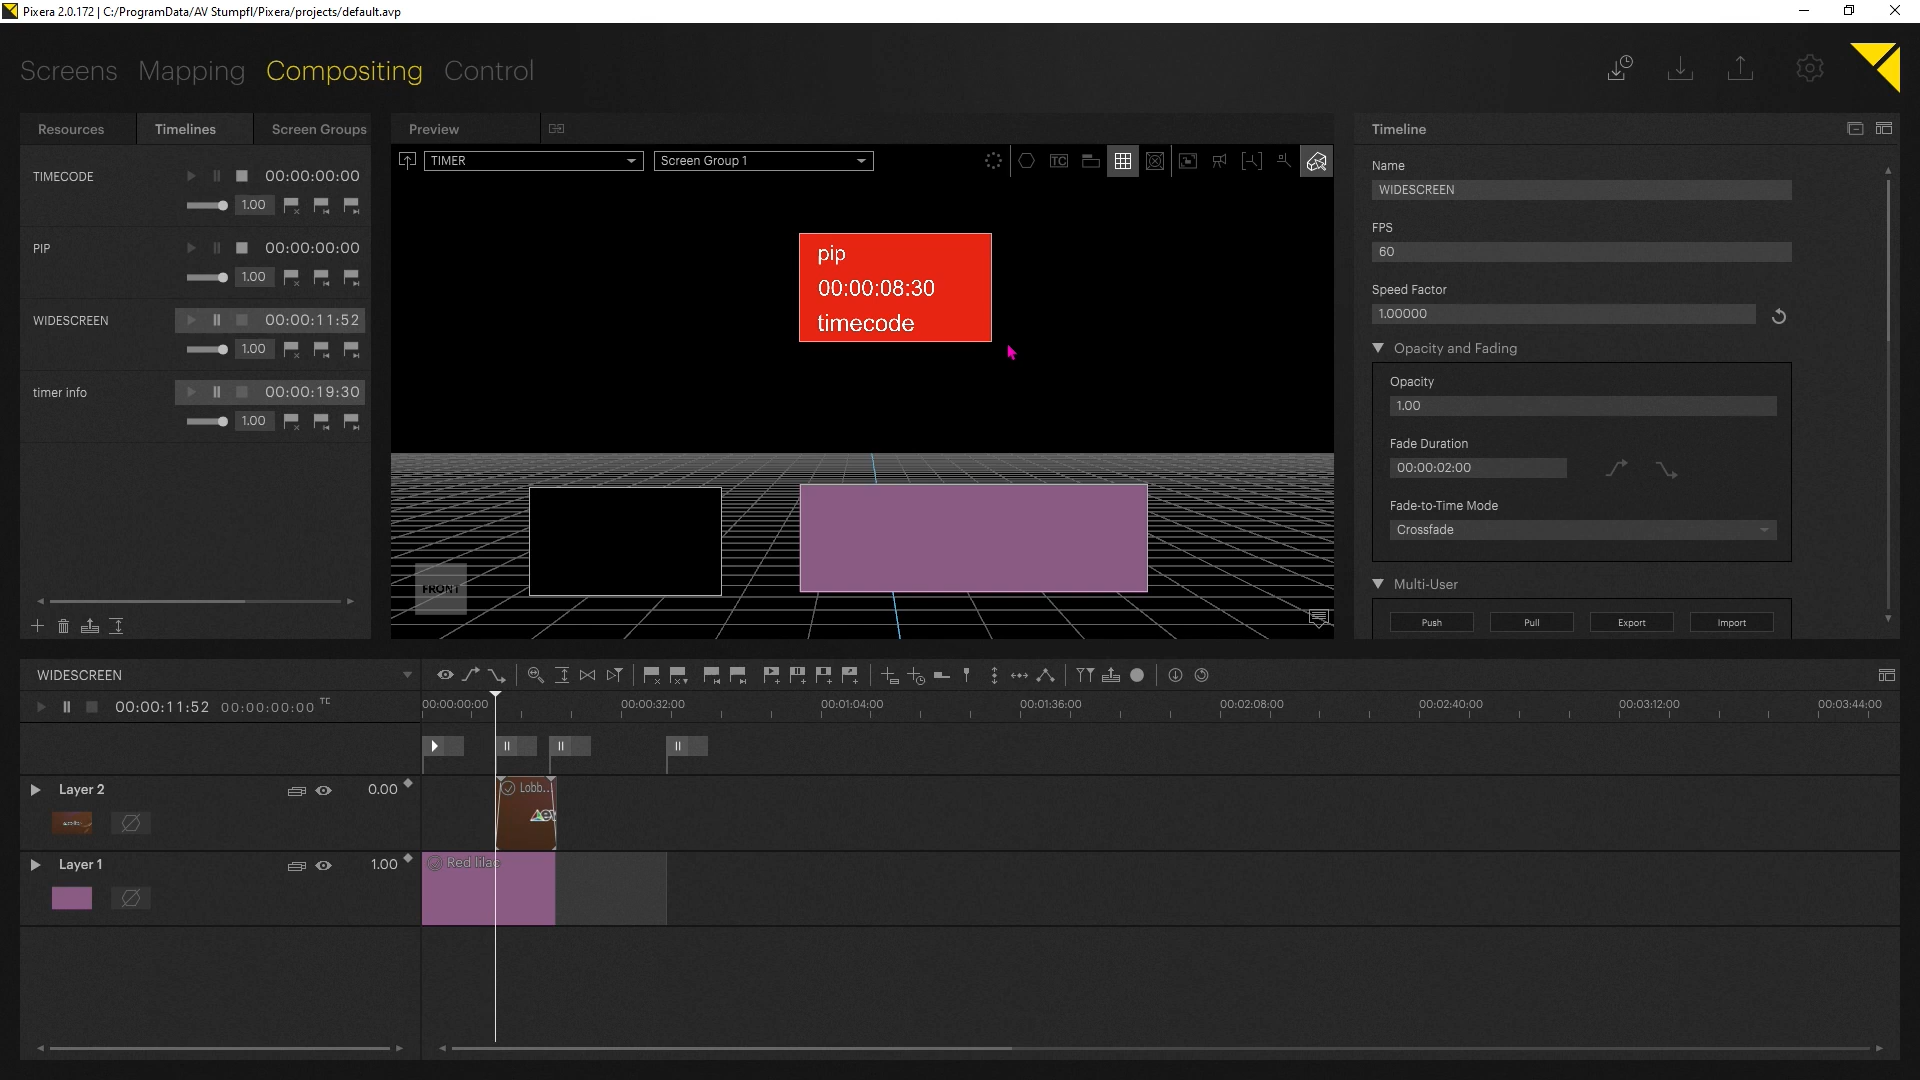 Pixera 2.0.172 | C:/ProgramData/AV Stumpfl/Pixera/projects/default.avp
Screens Mapping Compositing Control
Resources Timelines Screen Groups
TIMECODE 00:00:00:00
1.00
PIP 00:00:00:00
1.00
WIDESCREEN 00:00:11:52
1.00
timer info 00:00:19:30
1.00
Preview
TIMER Screen Group 1 TC
pip
00:00:08:30
timecode
FRONT
Timeline
Name
WIDESCREEN
FPS
60
Speed Factor
1.00000
Opacity and Fading
Opacity
1.00
Fade Duration
00:00:02:00
Fade-to-Time Mode
Crossfade
Multi-User
Push Pull Export Import
WIDESCREEN
00:00:11:52 00:00:00:00 TC
00:00:00:00 00:00:32:00 00:01:04:00 00:01:36:00 00:02:08:00 00:02:40:00 00:03:12:00 00:03:44:00
Layer 2 0.00
Lobb...
Layer 1 1.00
Red lilac